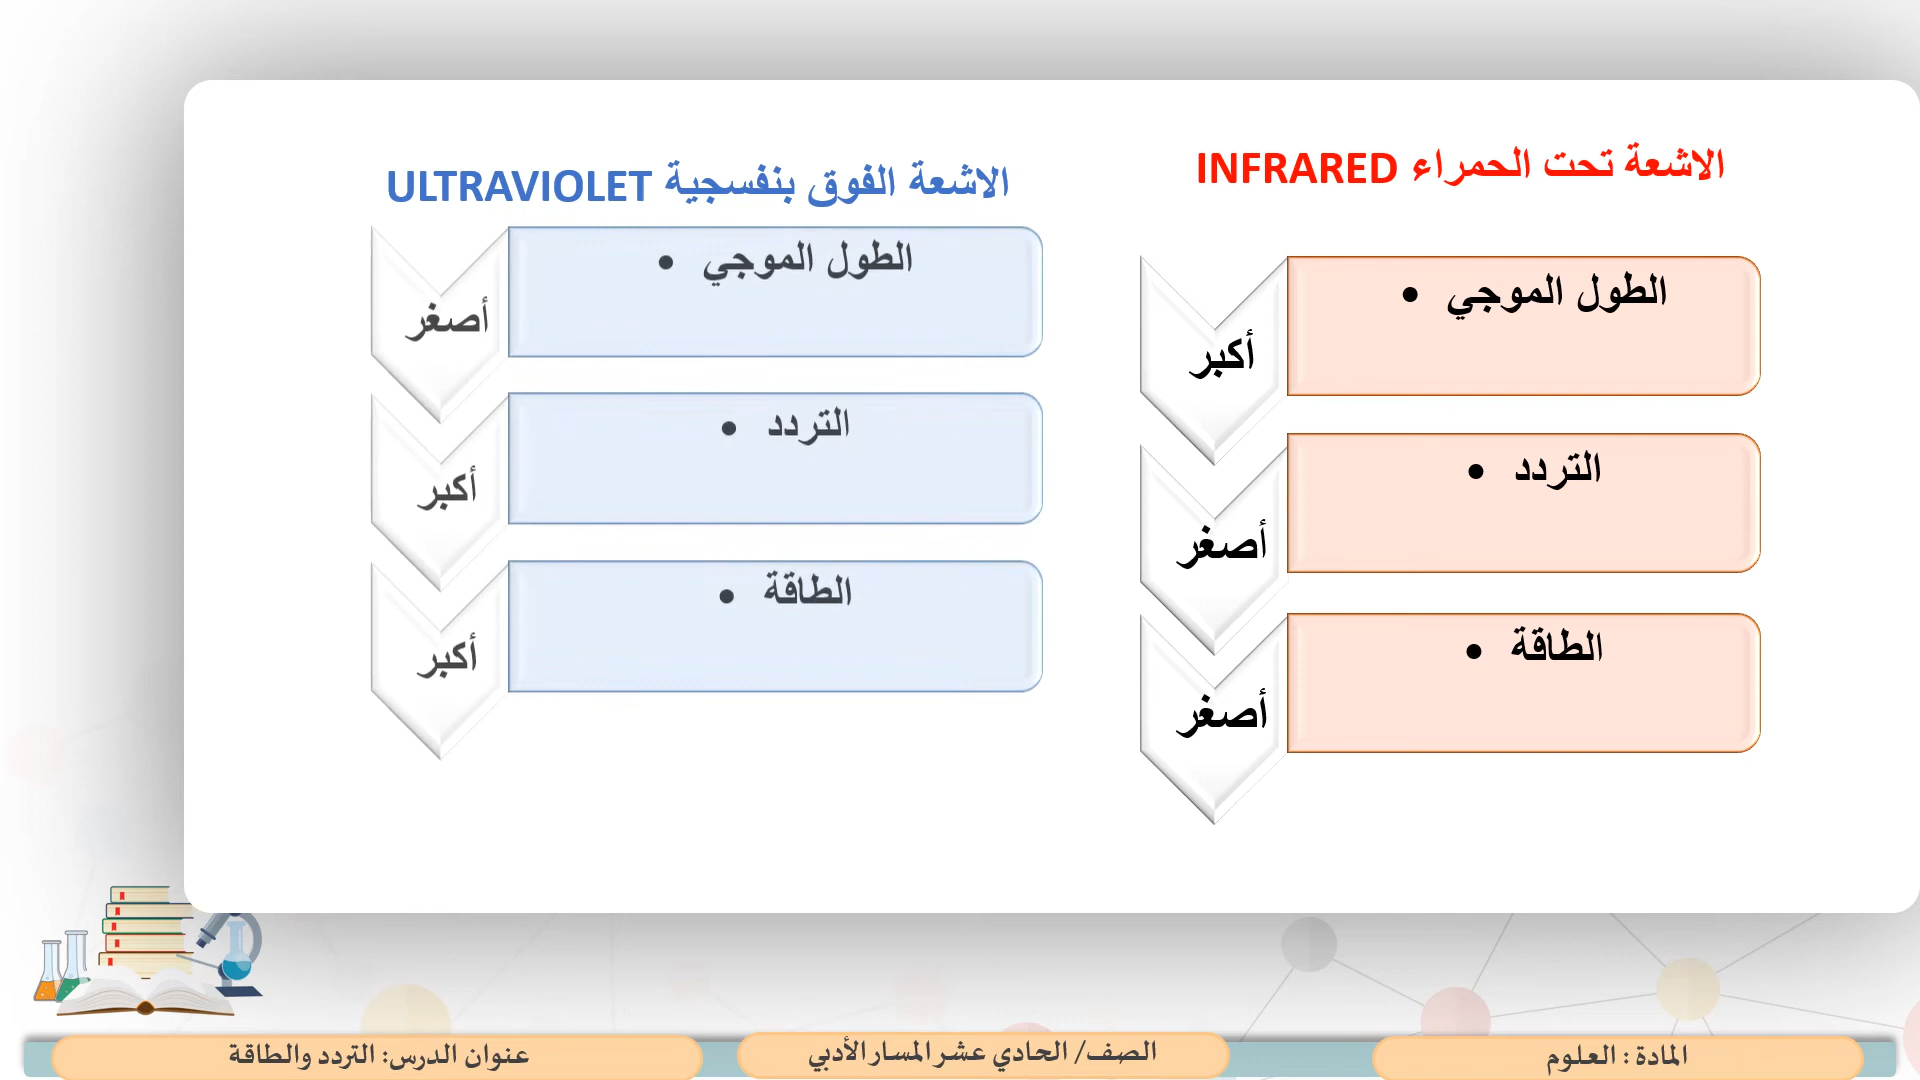 الاشعة تحت الحمراء INFRARED
الطول الموجي •
أكبر
التردد •
أصغر
الطاقة •
أصغر
الاشعة الفوق بنفسجية ULTRAVIOLET
الطول الموجي •
أصغر
التردد •
أكبر
الطاقة •
أكبر
المادة : العلوم
الصف/ الحادي عشر المسار الأدبي
عنوان الدرس: التردد والطاقة